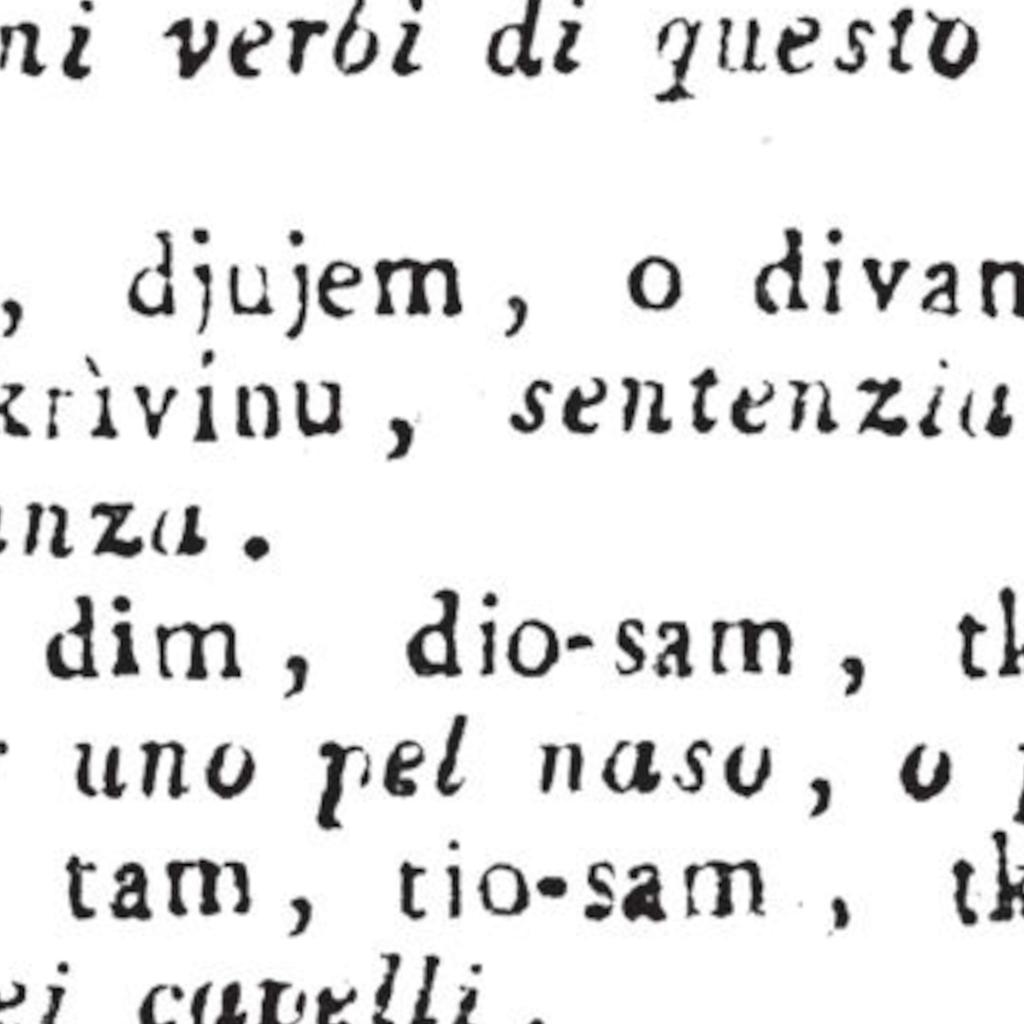 ni verbi di questo
, djujem, o divan
krìvinu, sentenzia
anza.
dim, dio-sam, tk
uno pel naso, o
tam, tio-sam, tk
ei capelli.